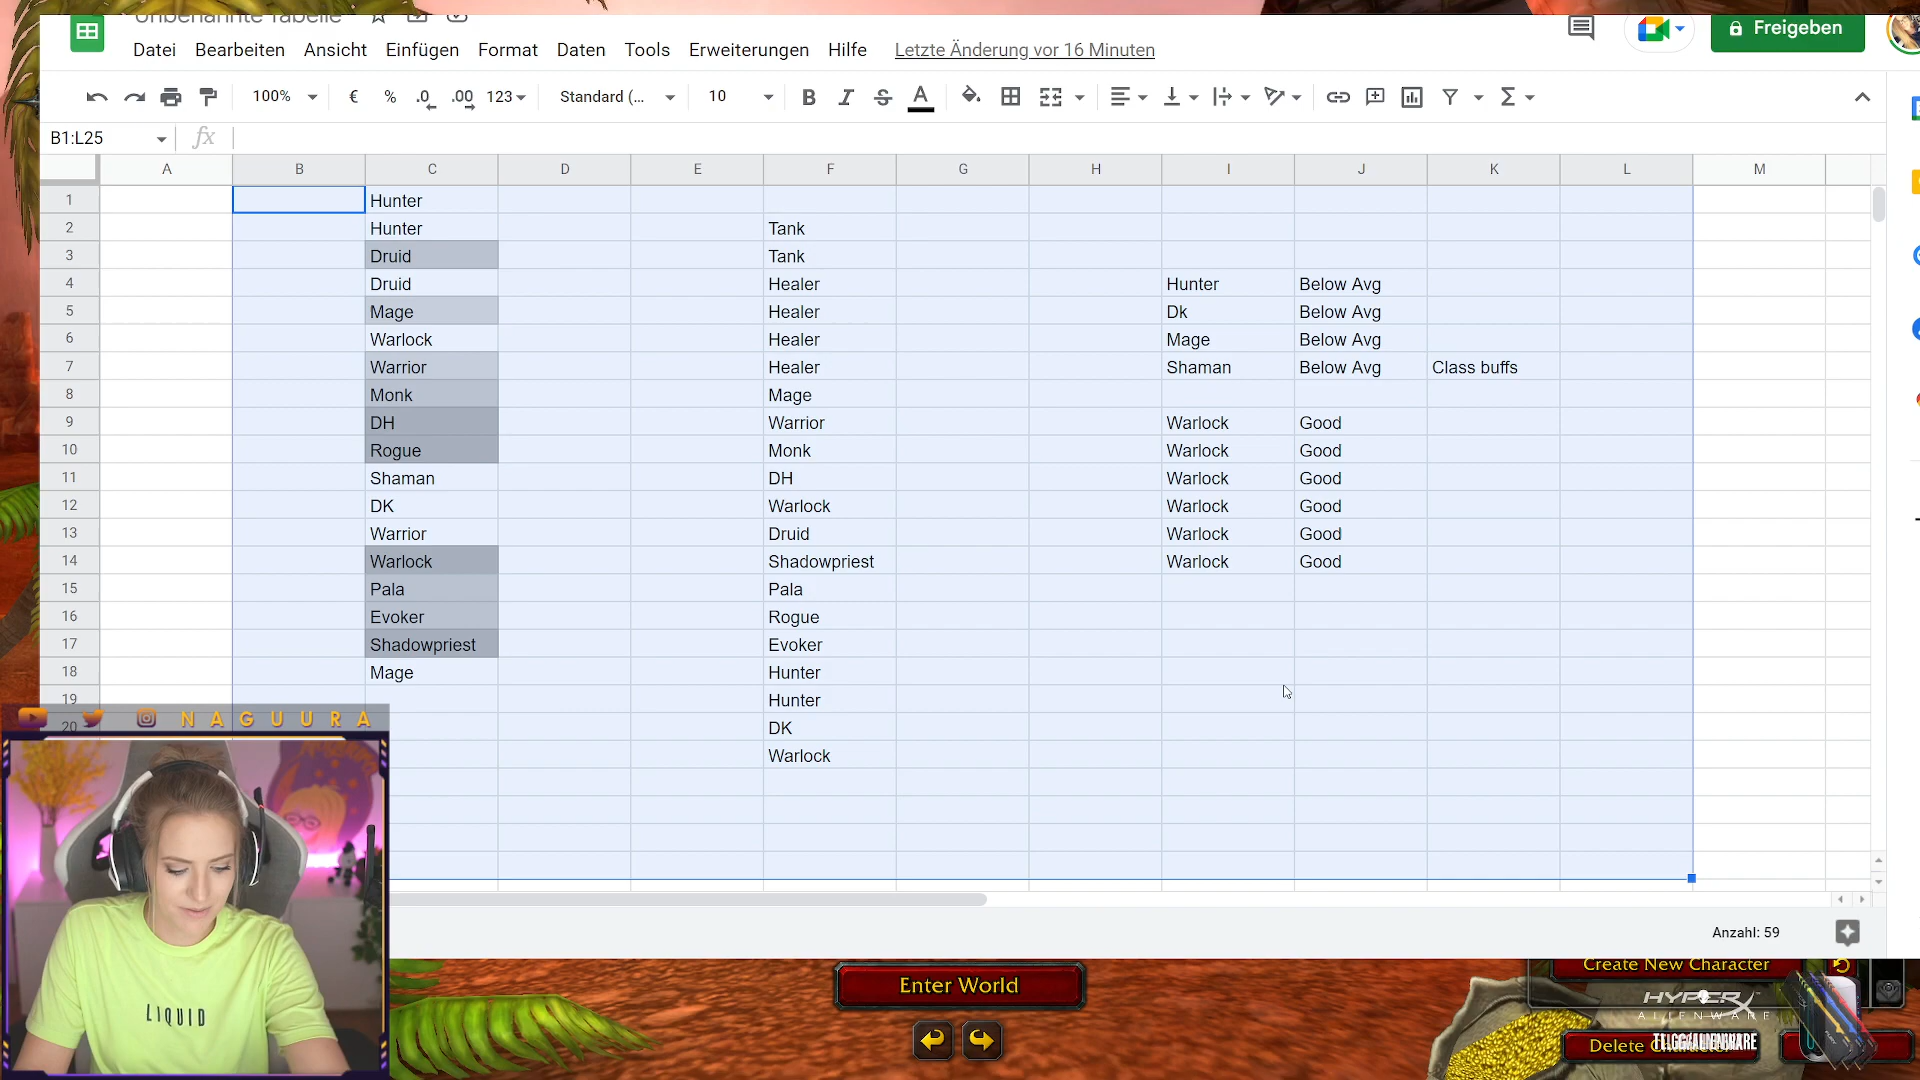 Unbenannte Tabelle
Datei Bearbeiten Ansicht Einfügen Format Daten Tools Erweiterungen Hilfe Letzte Änderung vor 16 Minuten
Freigeben
100% € % .0 .00 123 Standard (... 10 B I S A Σ
B1:L25 fx
A B C D E F G H I J K L M
1 Hunter
2 Hunter Tank
3 Druid Tank
4 Druid Healer Hunter Below Avg
5 Mage Healer Dk Below Avg
6 Warlock Healer Mage Below Avg
7 Warrior Healer Shaman Below Avg Class buffs
8 Monk Mage
9 DH Warrior Warlock Good
10 Rogue Monk Warlock Good
11 Shaman DH Warlock Good
12 DK Warlock Warlock Good
13 Warrior Druid Warlock Good
14 Warlock Shadowpriest Warlock Good
15 Pala Pala
16 Evoker Rogue
17 Shadowpriest Evoker
18 Mage Hunter
19 Hunter
20 DK
Warlock
NAGUURA
LIQUID
Anzahl: 59
Enter World
Create New Character
HYPERX
ALIENWARE
Delete